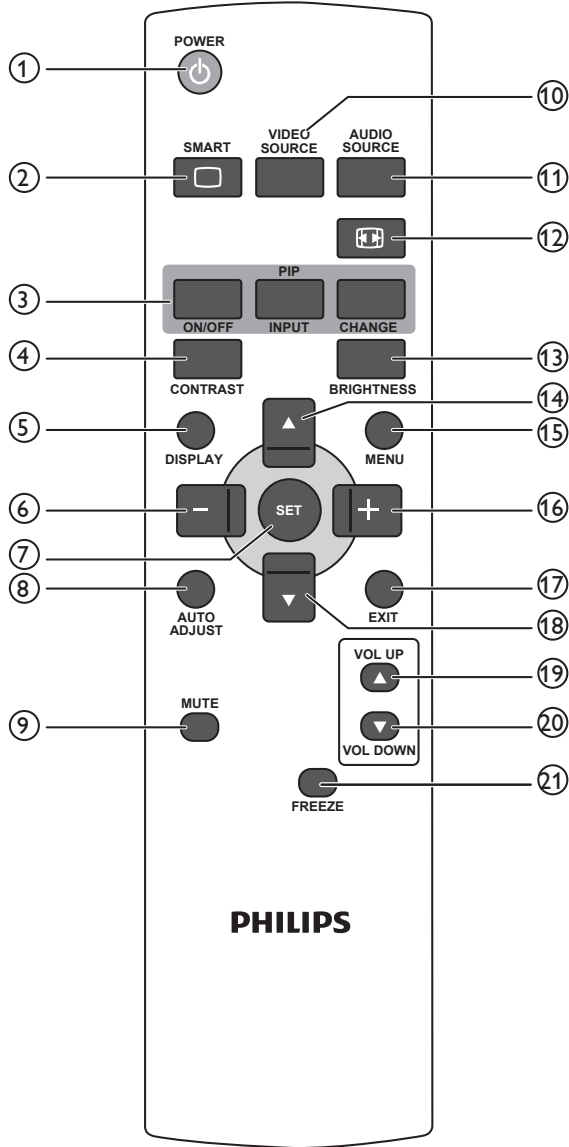 POWER
1
10
SMART
VIDEO
SOURCE
AUDIO
SOURCE
2
11
12
PIP
3
ON/OFF
INPUT
CHANGE
4
13
CONTRAST
BRIGHTNESS
14
5
15
DISPLAY
MENU
6
–
SET
+
16
7
8
17
AUTO
ADJUST
EXIT
18
VOL UP
19
MUTE
9
20
VOL DOWN
21
FREEZE
PHILIPS